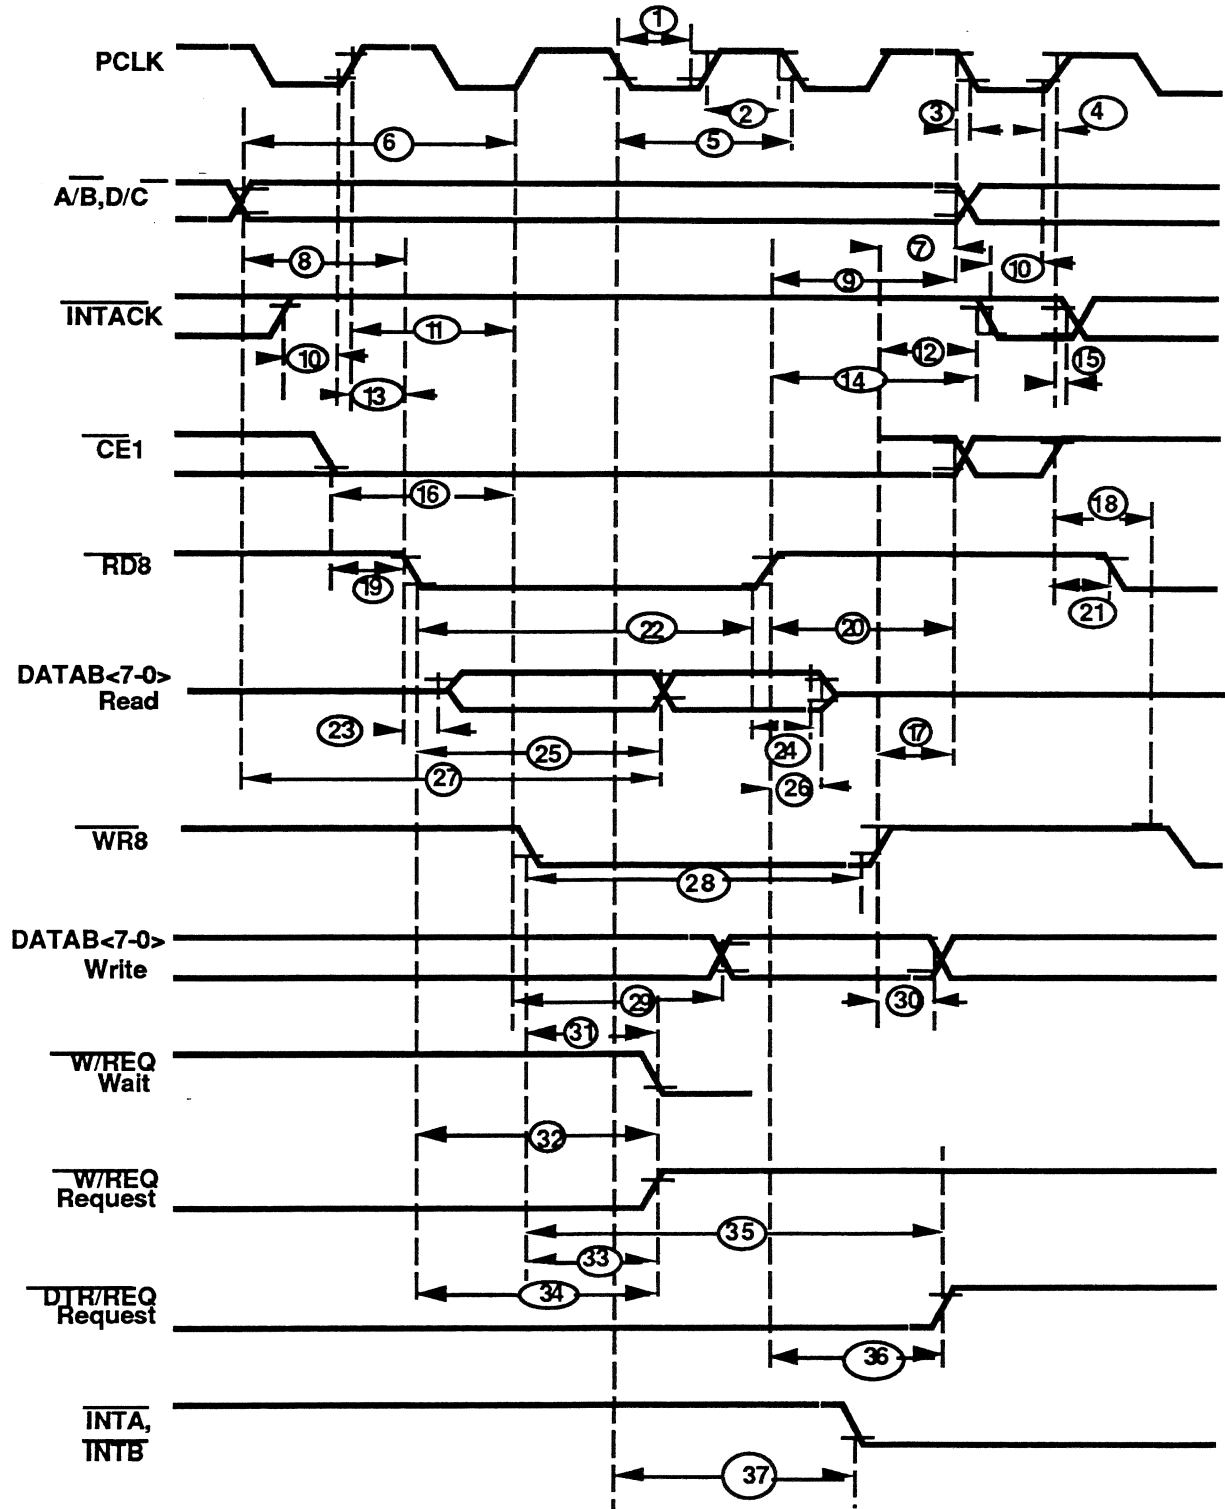 1
PCLK
2
3
4
6
5
A/B,D/C
7
8
10
9
INTACK
11
12
10
15
14
13
CE1
16
18
RD8
19
21
22
20
DATAB<7-0>
Read
23
17
24
25
27
26
WR8
28
DATAB<7-0>
Write
29
30
31
W/REQ
Wait
32
W/REQ
Request
35
33
DTR/REQ
34
Request
36
INTA,
INTB
37